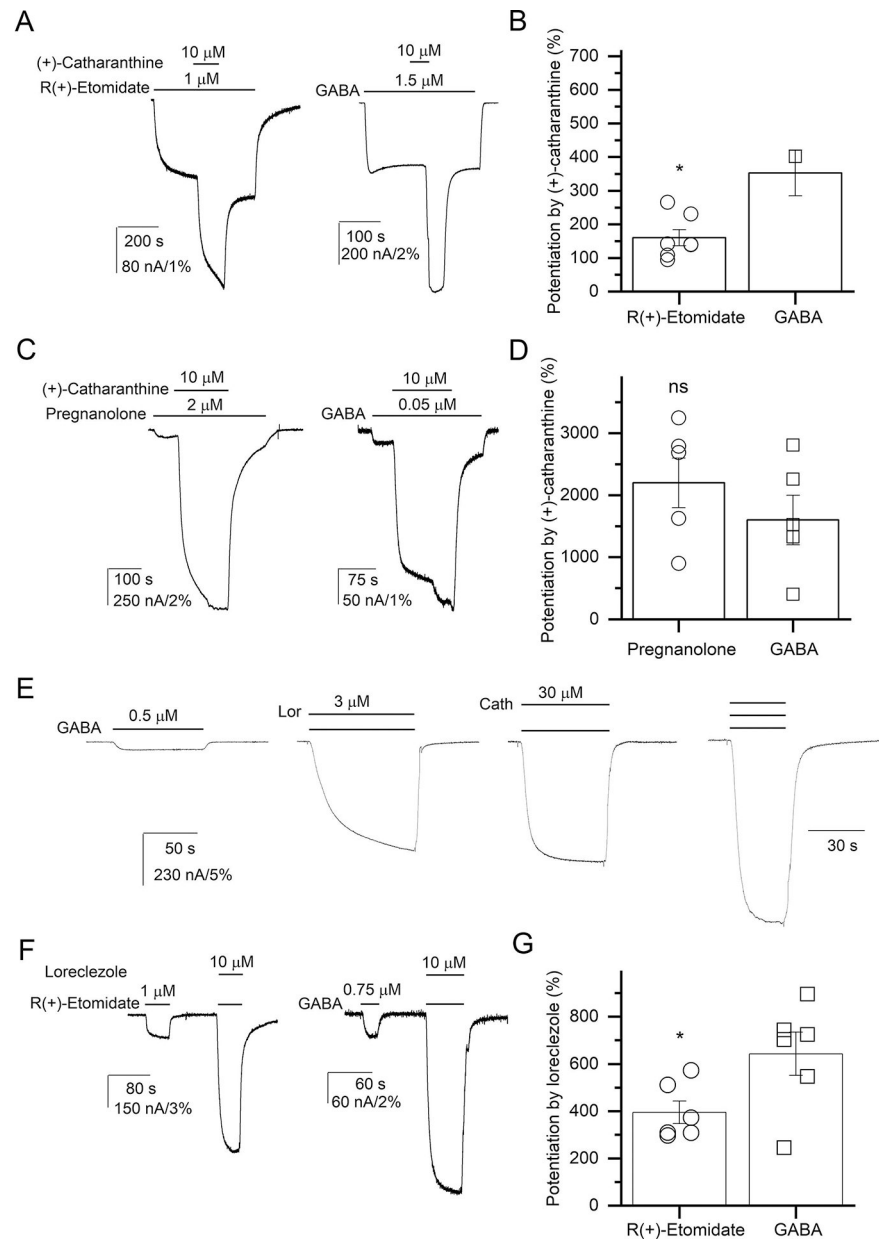 A
10 μM
(+)-Catharanthine
R(+)-Etomidate
1 μM
200 s
80 nA/1%
10 μM
GABA
1.5 μM
100 s
200 nA/2%
B
Potentiation by (+)-catharanthine (%)
700
600
500
400
300
200
100
0
*
R(+)-Etomidate
GABA
C
10 μM
(+)-Catharanthine
Pregnanolone
2 μM
100 s
250 nA/2%
10 μM
GABA
0.05 μM
75 s
50 nA/1%
D
Potentiation by (+)-catharanthine (%)
ns
3000
2000
1000
0
Pregnanolone
GABA
E
GABA
0.5 μM
50 s
230 nA/5%
Lor
3 μM
Cath
30 μM
30 s
F
Loreclezole
10 μM
R(+)-Etomidate
1 μM
80 s
150 nA/3%
10 μM
GABA
0.75 μM
60 s
60 nA/2%
G
Potentiation by loreclezole (%)
800
600
400
200
0
*
R(+)-Etomidate
GABA